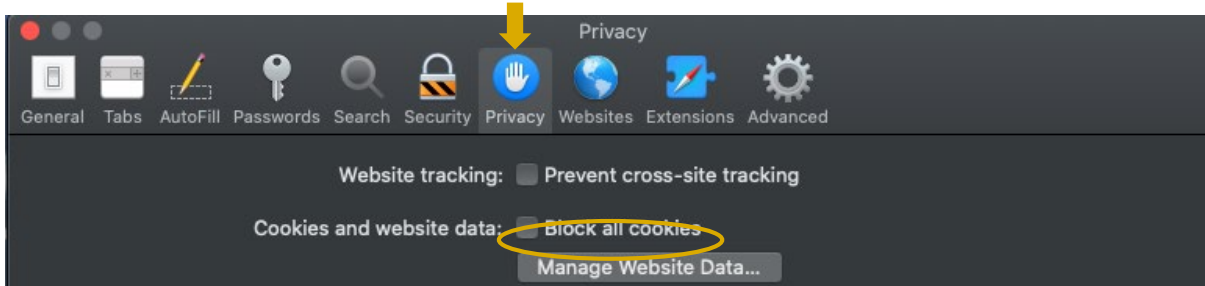 Privacy
General Tabs AutoFill Passwords Search Security Privacy Websites Extensions Advanced
Website tracking: Prevent cross-site tracking
Cookies and website data: Block all cookies
Manage Website Data...